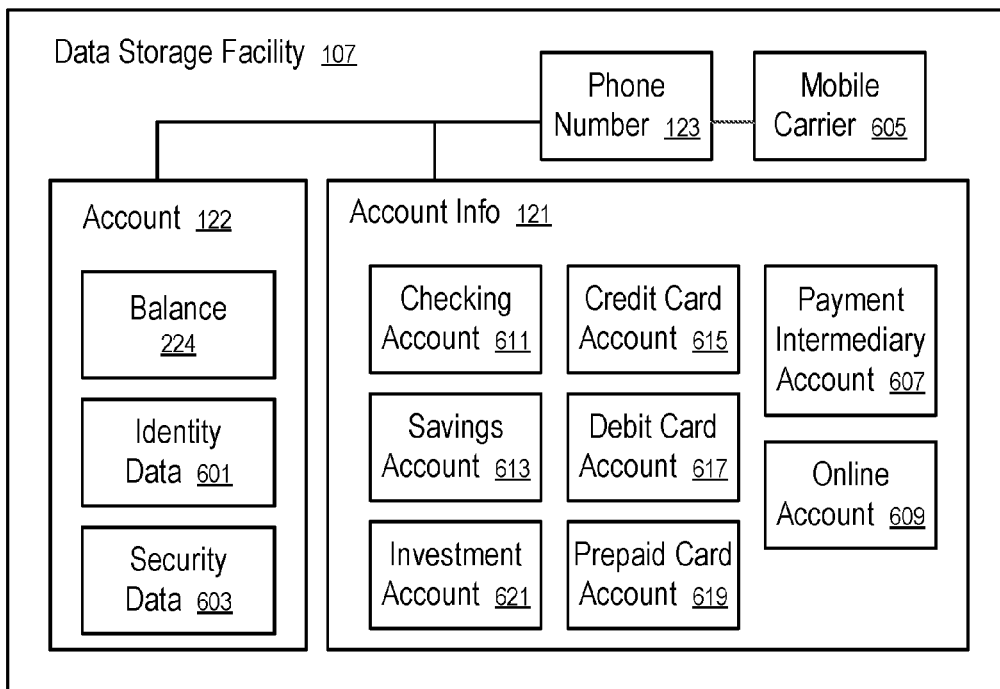 Data Storage Facility 107
Phone
Number 123
Mobile
Carrier 605
Account 122
Balance
224
Identity
Data 601
Security
Data 603
Account Info 121
Checking
Account 611
Savings
Account 613
Investment
Account 621
Credit Card
Account 615
Debit Card
Account 617
Prepaid Card
Account 619
Payment
Intermediary
Account 607
Online
Account 609